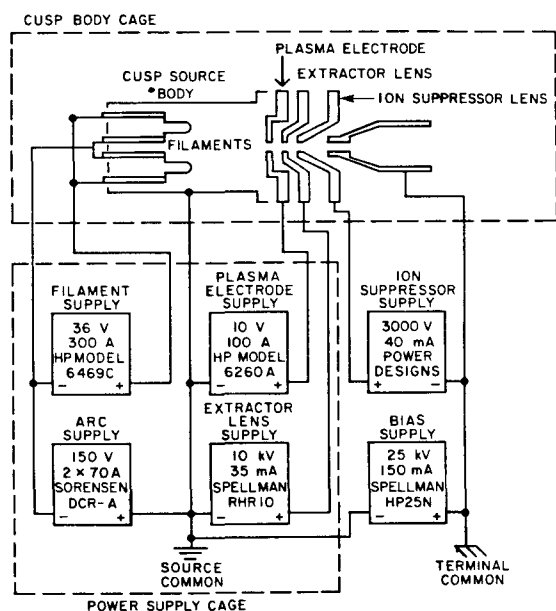 CUSP BODY CAGE
PLASMA ELECTRODE
EXTRACTOR LENS
CUSP SOURCE
BODY
ION SUPPRESSOR LENS
FILAMENTS
FILAMENT
SUPPLY
36 V
300 A
HP MODEL
6469C
- +
PLASMA
ELECTRODE
SUPPLY
10 V
100 A
HP MODEL
6260A
- +
ION
SUPPRESSOR
SUPPLY
3000 V
40 mA
POWER
DESIGNS
+ -
ARC
SUPPLY
150 V
2 × 70 A
SORENSEN
DCR-A
- +
EXTRACTOR
LENS
SUPPLY
10 kV
35 mA
SPELLMAN
RHR10
- +
BIAS
SUPPLY
25 kV
150 mA
SPELLMAN
HP25N
- +
SOURCE
COMMON
TERMINAL
COMMON
POWER SUPPLY CAGE